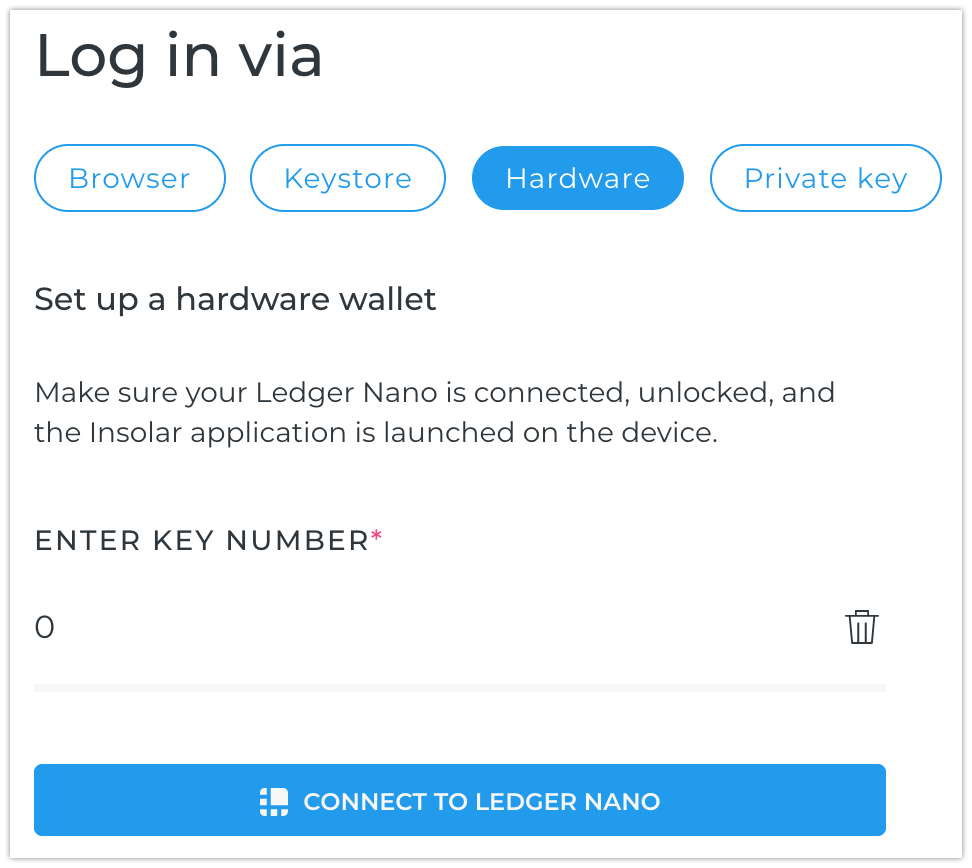 Log in via
Browser Keystore Hardware Private key
Set up a hardware wallet
Make sure your Ledger Nano is connected, unlocked, and
the Insolar application is launched on the device.
ENTER KEY NUMBER*
0
CONNECT TO LEDGER NANO